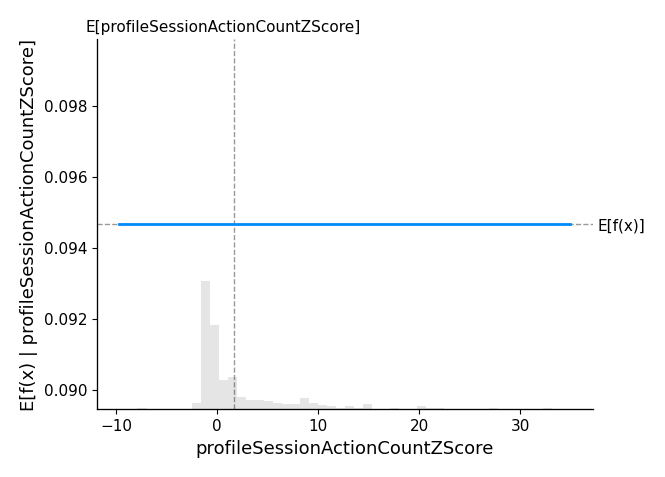 E[profileSessionActionCountZScore]
E[f(x) | profileSessionActionCountZScore]
0.098
0.096
0.094
0.092
0.090
E[f(x)]
−10
0
10
20
30
profileSessionActionCountZScore